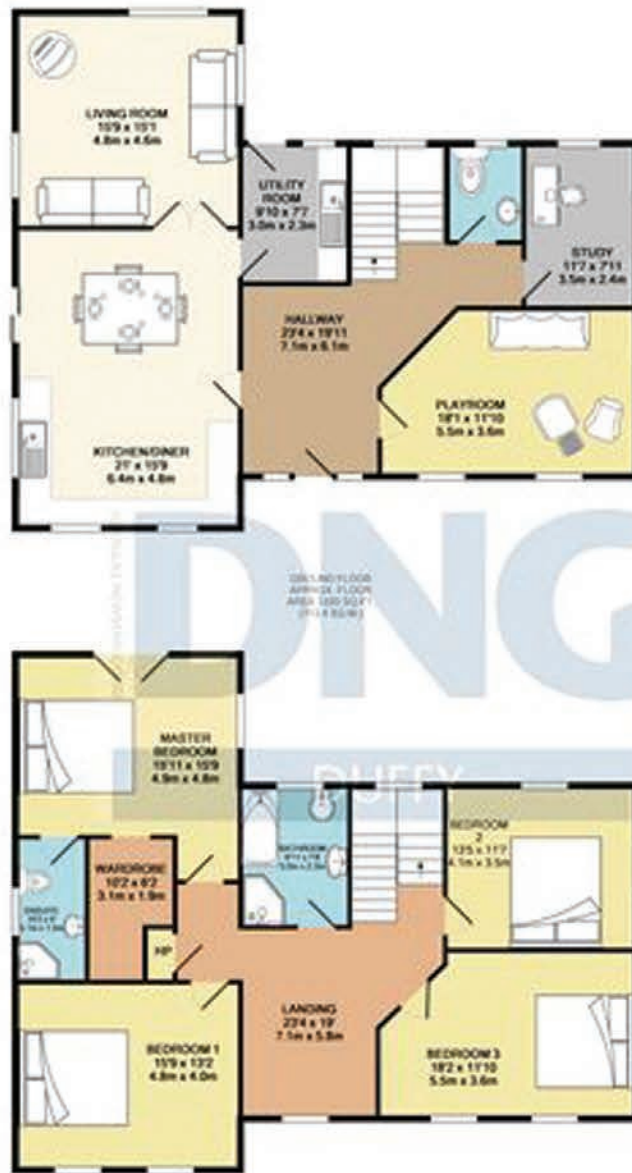 LIVING ROOM
15'9 x 15'1
4.8m x 4.6m
UTILITY
ROOM
9'10 x 7'7
3.0m x 2.3m
STUDY
11'7 x 7'11
3.5m x 2.4m
HALLWAY
23'4 x 19'11
7.1m x 6.1m
PLAYROOM
18'1 x 11'10
5.5m x 3.6m
KITCHEN/DINER
21' x 15'9
6.4m x 4.8m
DNG
GROUND FLOOR
APPROX. FLOOR
DUFFY
MASTER
BEDROOM
15'11 x 15'9
4.9m x 4.8m
BATHROOM
BEDROOM
2
13'5 x 11'7
4.1m x 3.5m
WARDROBE
10'2 x 6'2
3.1m x 1.9m
ENSUITE
HP
LANDING
23'4 x 19'
7.1m x 5.8m
BEDROOM 1
15'9 x 13'2
4.8m x 4.0m
BEDROOM 3
18'2 x 11'10
5.5m x 3.6m